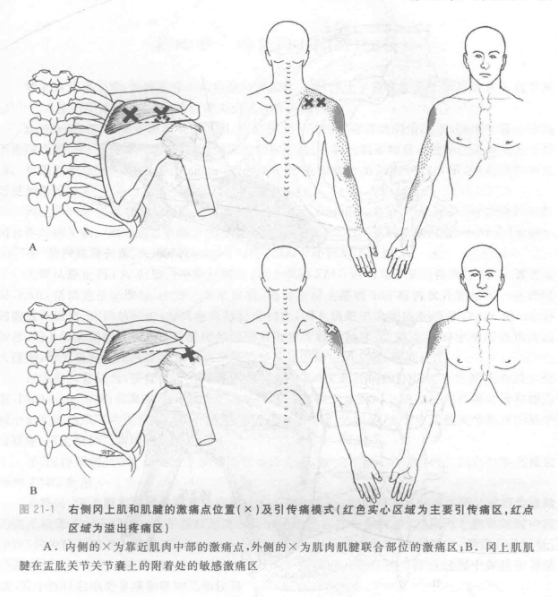 A
B
图 21-1 右侧冈上肌和肌腱的激痛点位置(×)及引传痛模式(红色实心区域为主要引传痛区,红点
区域为溢出疼痛区)
A. 内侧的×为靠近肌肉中部的激痛点,外侧的×为肌肉肌腱联合部位的激痛区;B. 冈上肌肌
腱在盂肱关节关节囊上的附着处的敏感激痛区